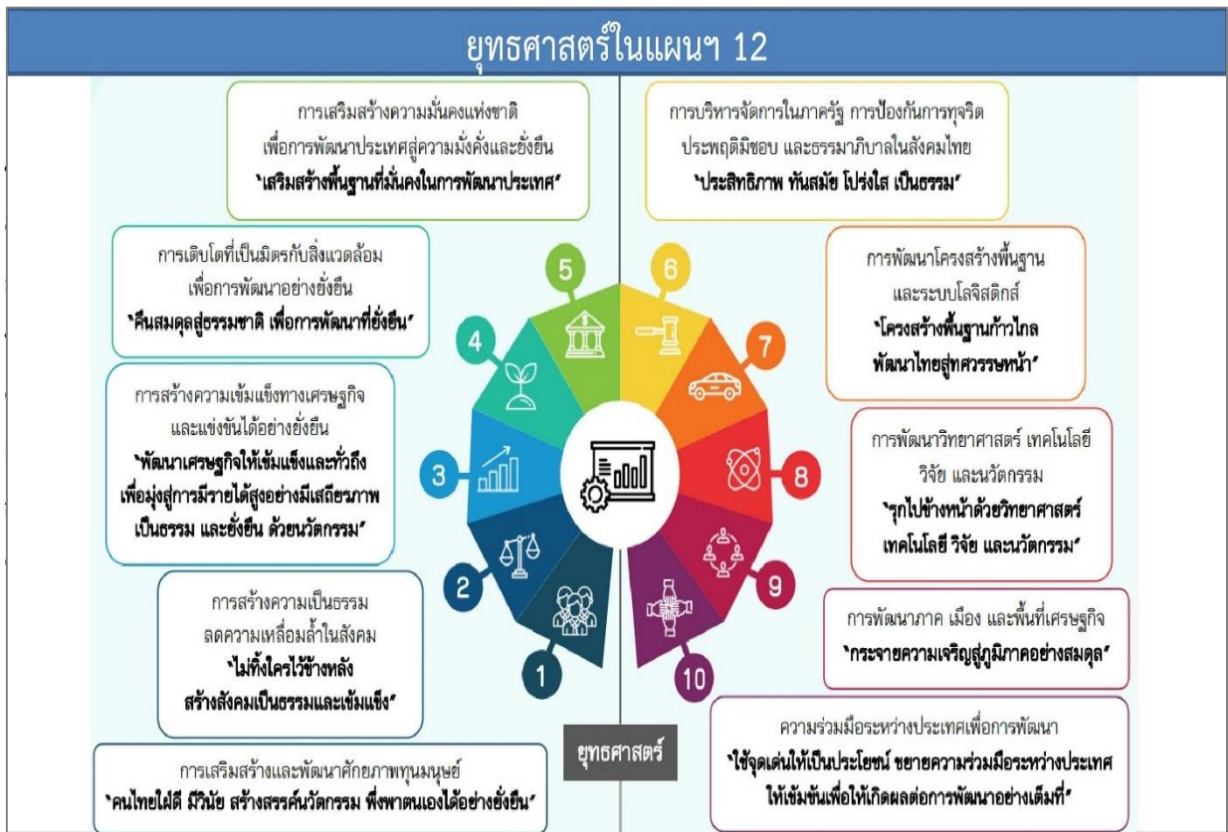 ยุทธศาสตร์ในแผนฯ 12
การเสริมสร้างความมั่นคงแห่งชาติ
เพื่อการพัฒนาประเทศสู่ความมั่งคั่งและยั่งยืน
“เสริมสร้างพื้นฐานที่มั่นคงในการพัฒนาประเทศ”
การบริหารจัดการในภาครัฐ การป้องกันการทุจริต
ประพฤติมิชอบ และธรรมาภิบาลในสังคมไทย
“ประสิทธิภาพ ทันสมัย โปร่งใส เป็นธรรม”
การเติบโตที่เป็นมิตรกับสิ่งแวดล้อม
เพื่อการพัฒนาอย่างยั่งยืน
“คืนสมดุลสู่ธรรมชาติ เพื่อการพัฒนาที่ยั่งยืน”
การพัฒนาโครงสร้างพื้นฐาน
และระบบโลจิสติกส์
“โครงสร้างพื้นฐานก้าวไกล
พัฒนาไทยสู่ทศวรรษหน้า”
การสร้างความเข้มแข็งทางเศรษฐกิจ
และแข่งขันได้อย่างยั่งยืน
“พัฒนาเศรษฐกิจให้เข้มแข็งและทั่วถึง
เพื่อมุ่งสู่การมีรายได้สูงอย่างมีเสถียรภาพ
เป็นธรรม และยั่งยืน ด้วยนวัตกรรม”
การพัฒนาวิทยาศาสตร์ เทคโนโลยี
วิจัย และนวัตกรรม
“รุกไปข้างหน้าด้วยวิทยาศาสตร์
เทคโนโลยี วิจัย และนวัตกรรม”
การสร้างความเป็นธรรม
ลดความเหลื่อมล้ำในสังคม
“ไม่ทิ้งใครไว้ข้างหลัง
สร้างสังคมเป็นธรรมและเข้มแข็ง”
การพัฒนาภาค เมือง และพื้นที่เศรษฐกิจ
“กระจายความเจริญสู่ภูมิภาคอย่างสมดุล”
การเสริมสร้างและพัฒนาศักยภาพทุนมนุษย์
“คนไทยใฝ่ดี มีวินัย สร้างสรรค์นวัตกรรม พึ่งพาตนเองได้อย่างยั่งยืน”
ความร่วมมือระหว่างประเทศเพื่อการพัฒนา
“ใช้จุดเด่นให้เป็นประโยชน์ ขยายความร่วมมือระหว่างประเทศ
ให้เข้มข้นเพื่อให้เกิดผลต่อการพัฒนาอย่างเต็มที่”
5
6
4
7
3
8
2
9
1
10
ยุทธศาสตร์